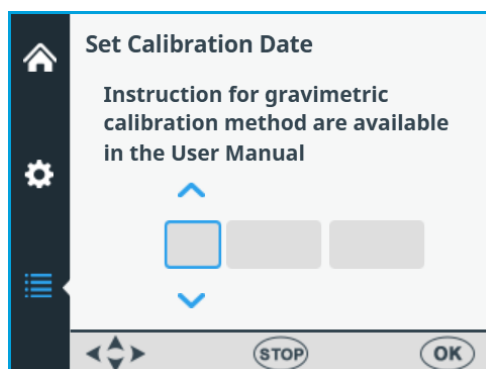 Set Calibration Date
Instruction for gravimetric
calibration method are available
in the User Manual
STOP
OK